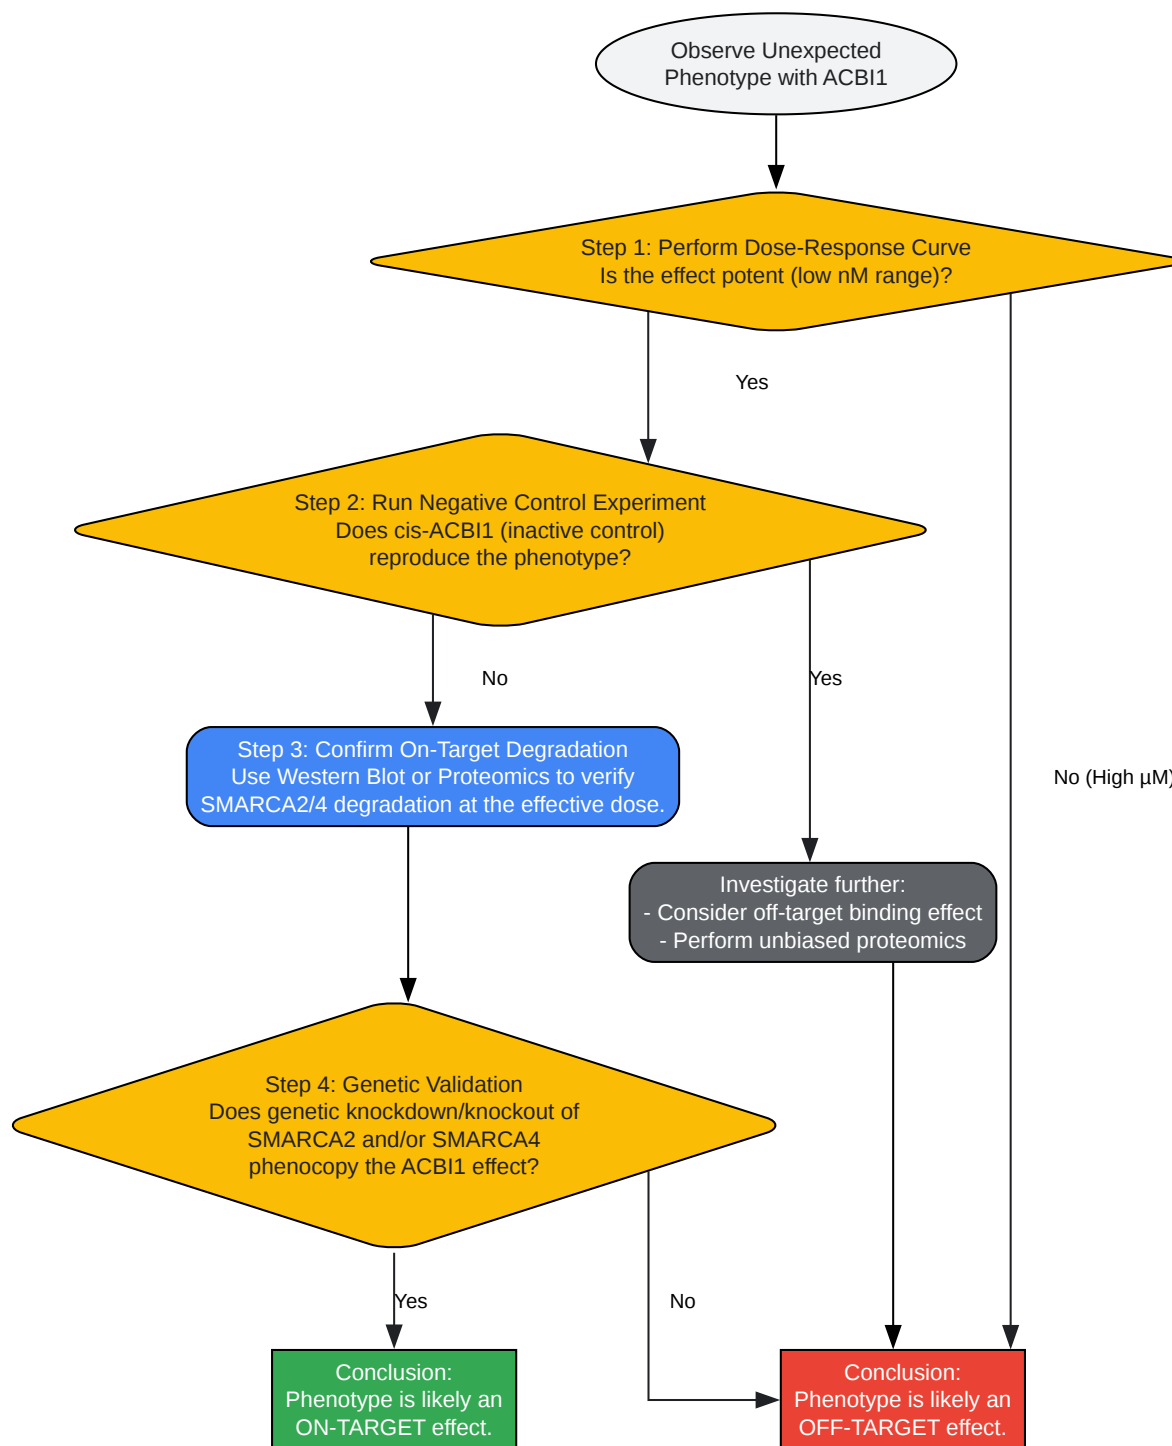 Observe Unexpected
Phenotype with ACBI1
Step 1: Perform Dose-Response Curve
Is the effect potent (low nM range)?
Yes
Step 2: Run Negative Control Experiment
Does cis-ACBI1 (inactive control)
reproduce the phenotype?
No
Yes
Step 3: Confirm On-Target Degradation
Use Western Blot or Proteomics to verify
SMARCA2/4 degradation at the effective dose.
No (High µM)
Investigate further:
- Consider off-target binding effect
- Perform unbiased proteomics
Step 4: Genetic Validation
Does genetic knockdown/knockout of
SMARCA2 and/or SMARCA4
phenocopy the ACBI1 effect?
Yes
No
Conclusion:
Phenotype is likely an
ON-TARGET effect.
Conclusion:
Phenotype is likely an
OFF-TARGET effect.